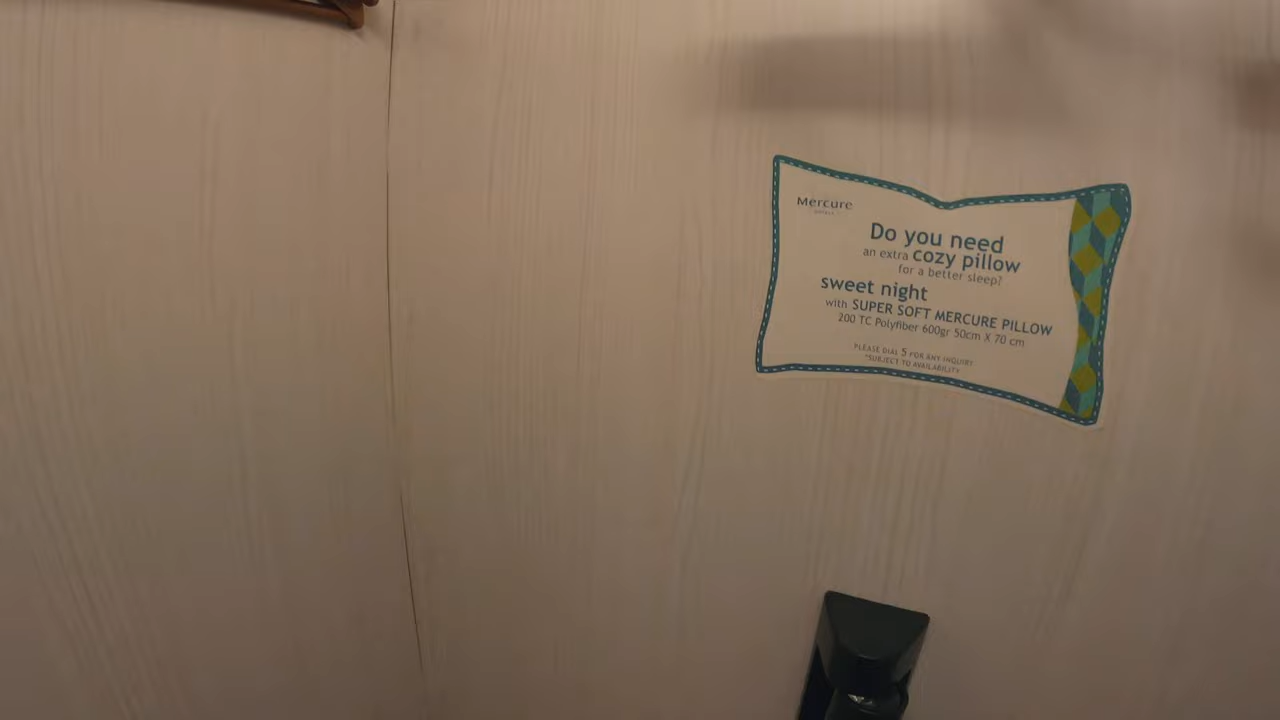 Mercure
HOTELS
Do you need
an extra cozy pillow
for a better sleep?
sweet night
with SUPER SOFT MERCURE PILLOW
200 TC Polyfiber 600gr 50cm X 70 cm
PLEASE DIAL 5 FOR ANY INQUIRY
*SUBJECT TO AVAILABILITY